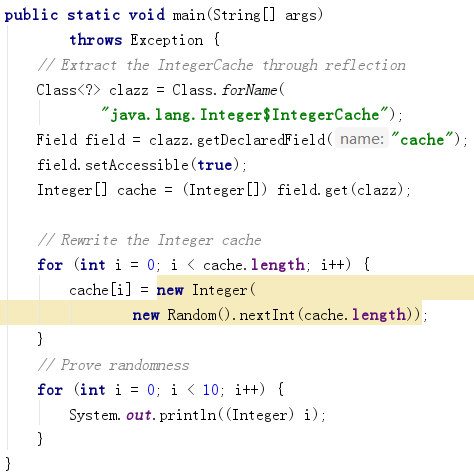 public static void main(String[] args)
throws Exception {
// Extract the IntegerCache through reflection
Class<?> clazz = Class.forName(
"java.lang.Integer$IntegerCache");
Field field = clazz.getDeclaredField( name: "cache");
field.setAccessible(true);
Integer[] cache = (Integer[]) field.get(clazz);
// Rewrite the Integer cache
for (int i = 0; i < cache.length; i++) {
cache[i] = new Integer(
new Random().nextInt(cache.length));
}
// Prove randomness
for (int i = 0; i < 10; i++) {
System.out.println((Integer) i);
}
}